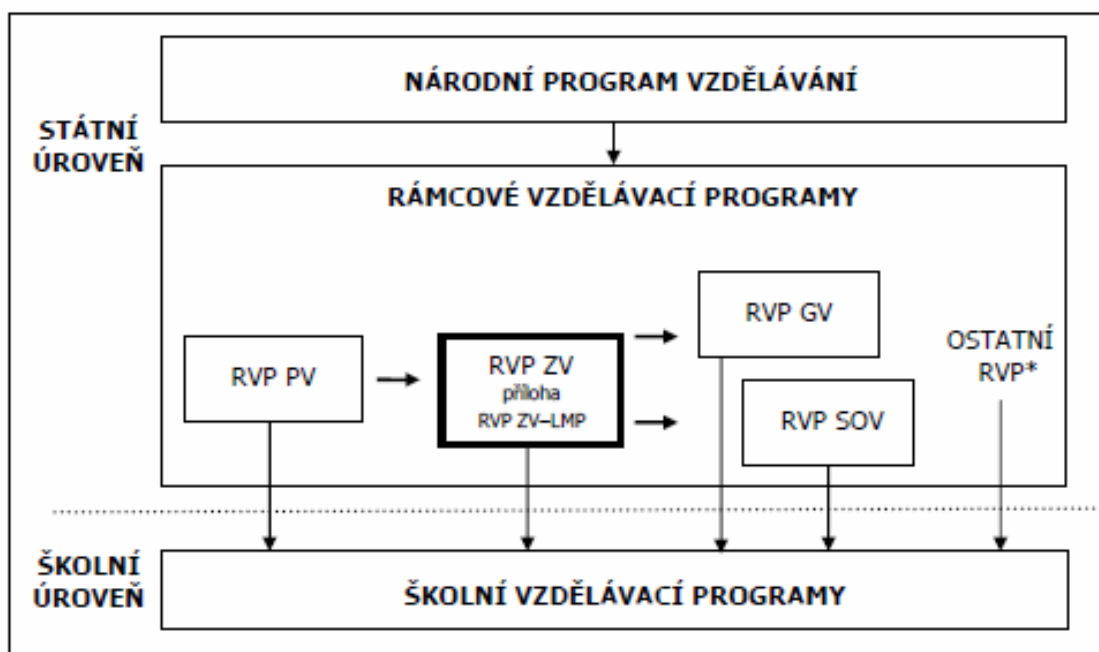 NÁRODNÍ PROGRAM VZDĚLÁVÁNÍ
STÁTNÍ
ÚROVEŇ
RÁMCOVÉ VZDĚLÁVACÍ PROGRAMY
RVP PV
RVP ZV
příloha
RVP ZV–LMP
RVP GV
RVP SOV
OSTATNÍ
RVP*
ŠKOLNÍ
ÚROVEŇ
ŠKOLNÍ VZDĚLÁVACÍ PROGRAMY